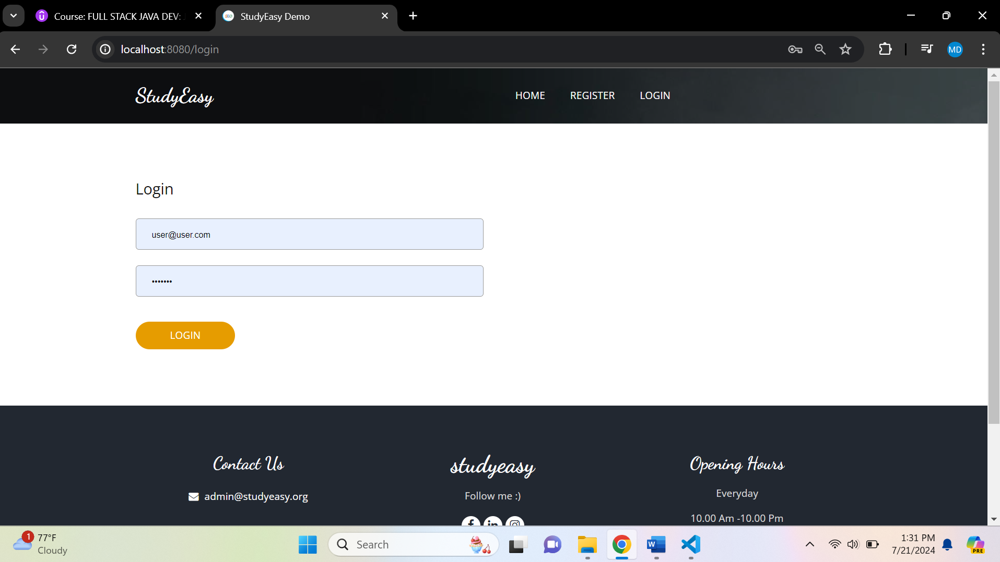 Course: FULL STACK JAVA DEV:
StudyEasy Demo
localhost:8080/login
MD
StudyEasy
HOME REGISTER LOGIN
Login
user@user.com
•••••••
LOGIN
Contact Us
admin@studyeasy.org
studyeasy
Follow me :)
Opening Hours
Everyday
10.00 Am -10.00 Pm
1
77°F
Cloudy
Search
W
1:31 PM
7/21/2024
PRE